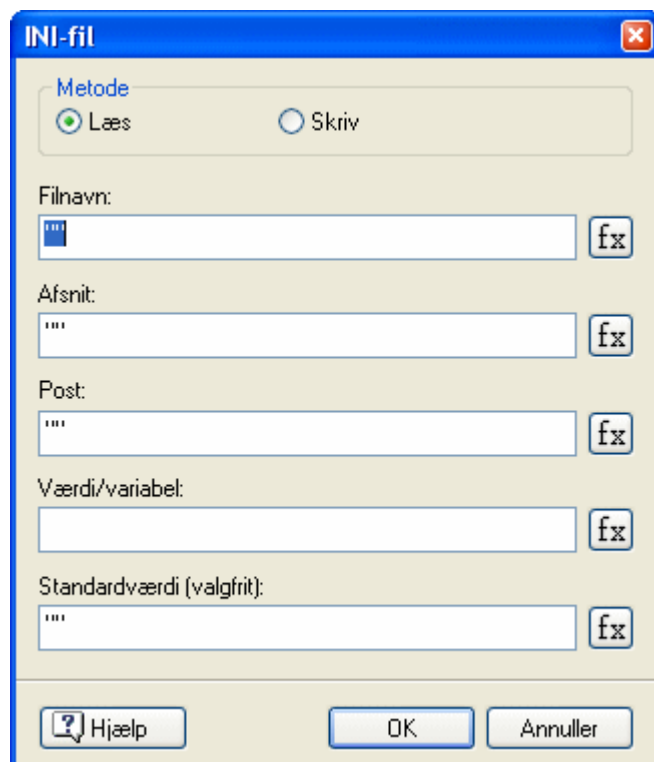 INI-fil
Metode
Læs
Skriv
Filnavn:
""
fx
Afsnit:
""
fx
Post:
""
fx
Værdi/variabel:
fx
Standardværdi (valgfrit):
""
fx
? Hjælp
OK
Annuller